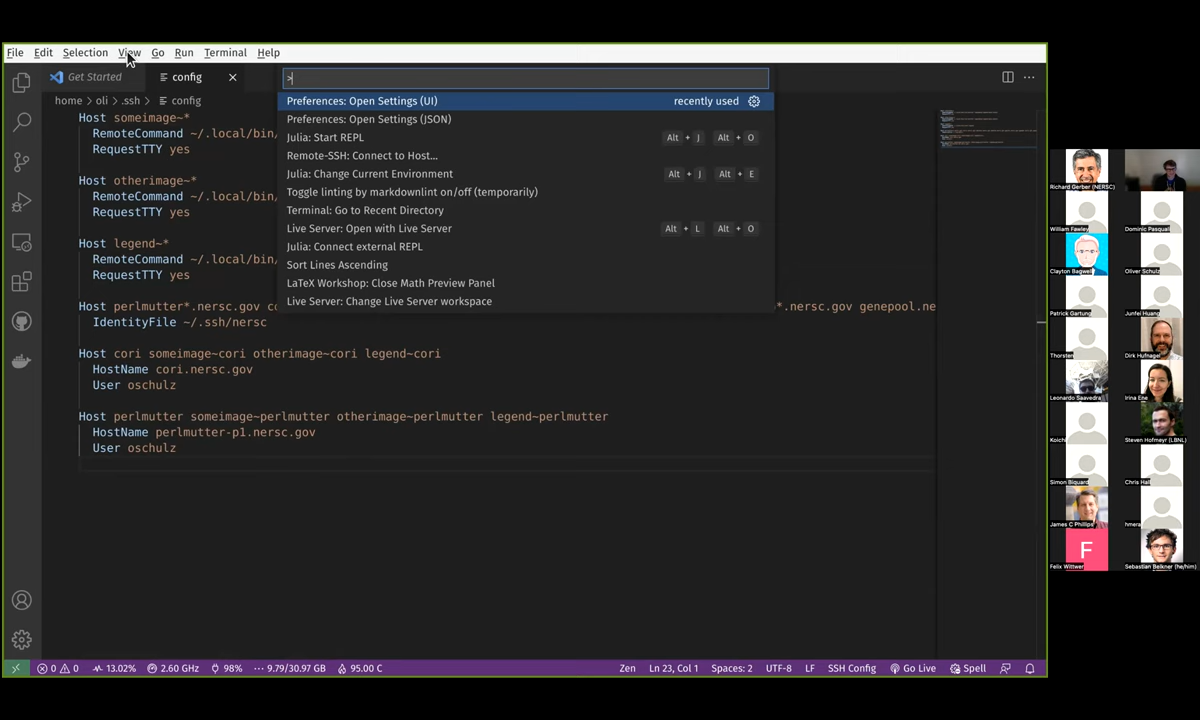 File Edit Selection View Go Run Terminal Help
Get Started
config
home > oli > .ssh > config
>
Preferences: Open Settings (UI) recently used
Preferences: Open Settings (JSON)
Julia: Start REPL Alt + J Alt + O
Remote-SSH: Connect to Host...
Julia: Change Current Environment Alt + J Alt + E
Toggle linting by markdownlint on/off (temporarily)
Terminal: Go to Recent Directory
Live Server: Open with Live Server Alt + L Alt + O
Julia: Connect external REPL
Sort Lines Ascending
LaTeX Workshop: Close Math Preview Panel
Live Server: Change Live Server workspace
Host someimage~*
RemoteCommand ~/.local/bin/
RequestTTY yes
Host otherimage~*
RemoteCommand ~/.local/bin/
RequestTTY yes
Host legend~*
RemoteCommand ~/.local/bin/
RequestTTY yes
Host perlmutter*.nersc.gov co *.nersc.gov genepool.ne
IdentityFile ~/.ssh/nersc
Host cori someimage~cori otherimage~cori legend~cori
HostName cori.nersc.gov
User oschulz
Host perlmutter someimage~perlmutter otherimage~perlmutter legend~perlmutter
HostName perlmutter-p1.nersc.gov
User oschulz
0 0 13.02% 2.60 GHz 98% 9.79/30.97 GB 95.00 C Zen Ln 23, Col 1 Spaces: 2 UTF-8 LF SSH Config Go Live Spell
Richard Gerber (NERSC)
William Fawley
Dominic Pasquali
Clayton Bagwell
Oliver Schulz
Patrick Gartung
Junfei Huang
Thorsten
Dirk Hufnagel
Leonardo Saavedra
Irina Ene
Koichi
Steven Hofmeyr (LBNL)
Simon Biquard
Chris Hall
James C Phillips
hmera
F
Felix Wittwer
Sebastian Belkner (he/him)